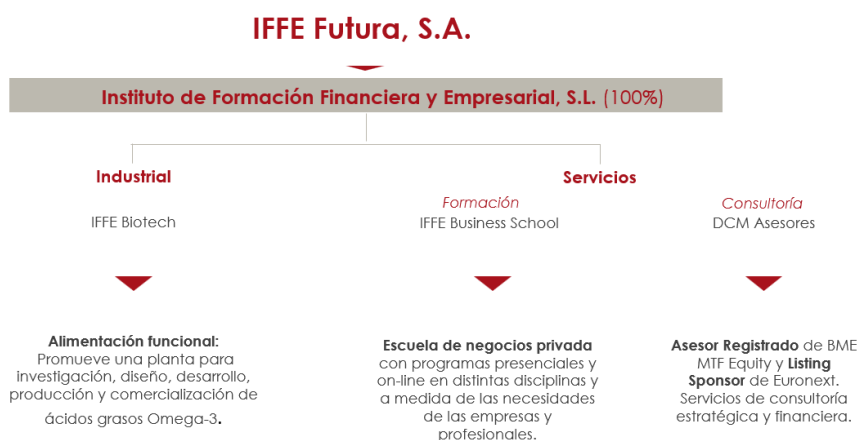 IFFE Futura, S.A.
Instituto de Formación Financiera y Empresarial, S.L. (100%)
Industrial
Servicios
Formación
Consultoría
IFFE Biotech
IFFE Business School
DCM Asesores
Alimentación funcional:
Promueve una planta para
investigación, diseño, desarrollo,
producción y comercialización de
ácidos grasos Omega-3.
Escuela de negocios privada
con programas presenciales y
on-line en distintas disciplinas y
a medida de las necesidades
de las empresas y
profesionales.
Asesor Registrado de BME
MTF Equity y Listing
Sponsor de Euronext.
Servicios de consultoría
estratégica y financiera.